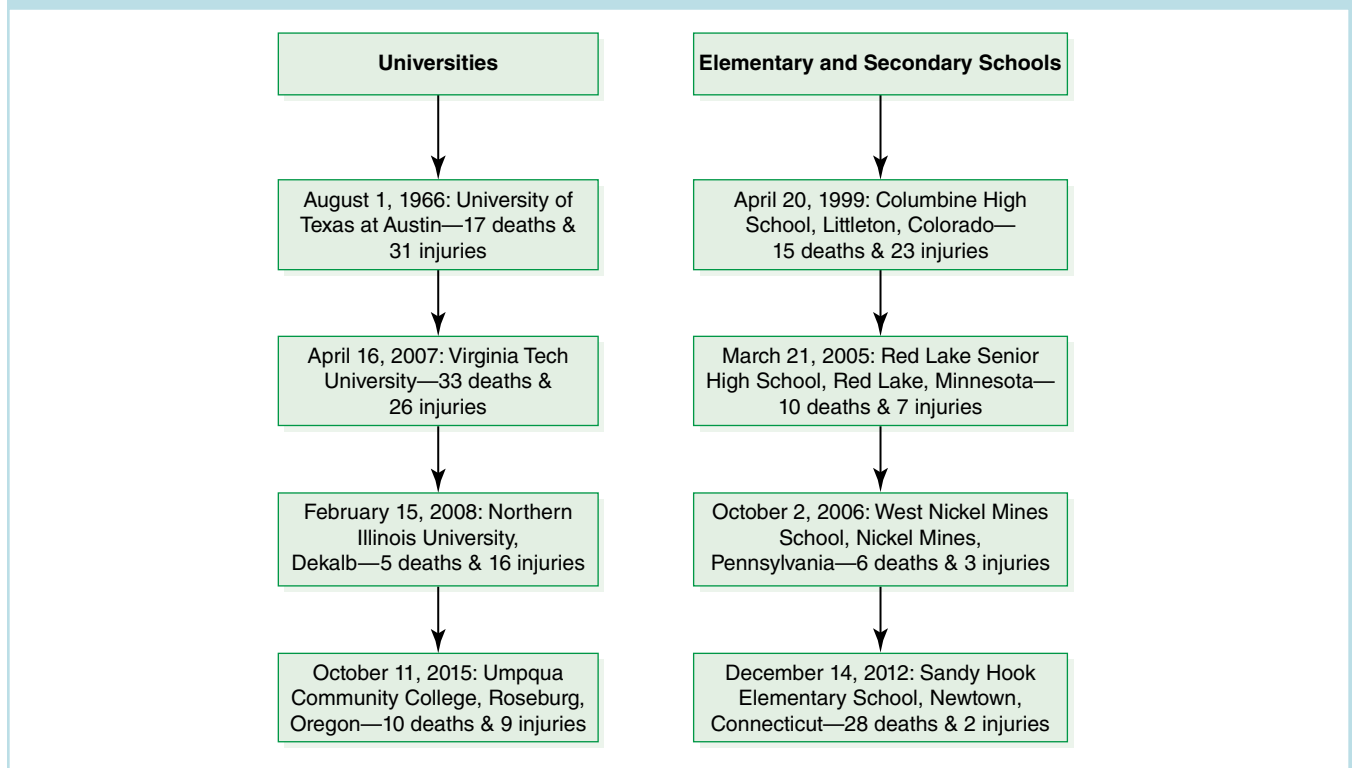 Universities
August 1, 1966: University of
Texas at Austin—17 deaths &
31 injuries
April 16, 2007: Virginia Tech
University—33 deaths &
26 injuries
February 15, 2008: Northern
Illinois University,
Dekalb—5 deaths & 16 injuries
October 11, 2015: Umpqua
Community College, Roseburg,
Oregon—10 deaths & 9 injuries
Elementary and Secondary Schools
April 20, 1999: Columbine High
School, Littleton, Colorado—
15 deaths & 23 injuries
March 21, 2005: Red Lake Senior
High School, Red Lake, Minnesota—
10 deaths & 7 injuries
October 2, 2006: West Nickel Mines
School, Nickel Mines,
Pennsylvania—6 deaths & 3 injuries
December 14, 2012: Sandy Hook
Elementary School, Newtown,
Connecticut—28 deaths & 2 injuries